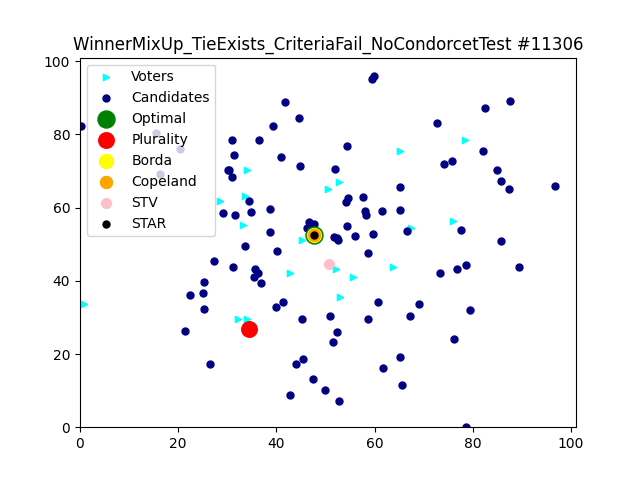 WinnerMixUp_TieExists_CriteriaFail_NoCondorcetTest #11306
100
80
60
40
20
0
0
20
40
60
80
100
Voters
Candidates
Optimal
Plurality
Borda
Copeland
STV
STAR